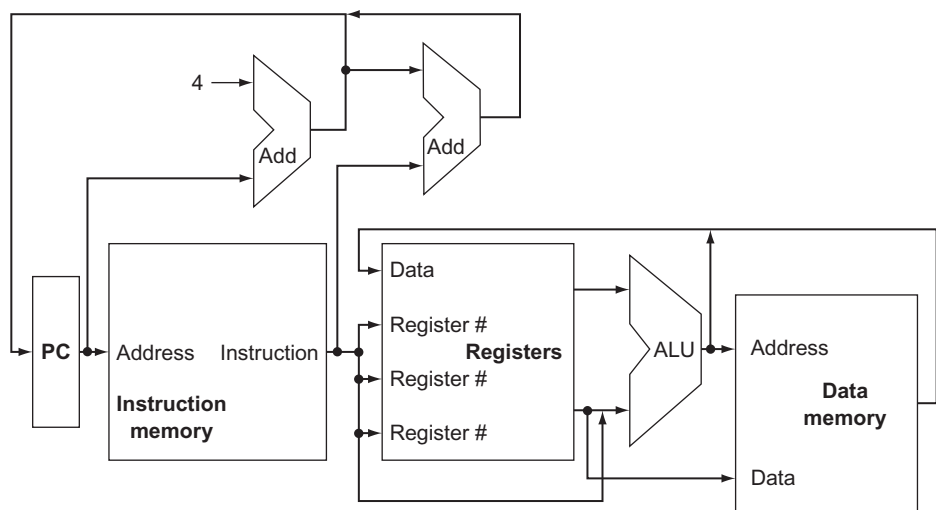 4
Add
Add
Data
Register #
Registers
Register #
Register #
PC
Address
Instruction
Instruction
memory
ALU
Address
Data
memory
Data